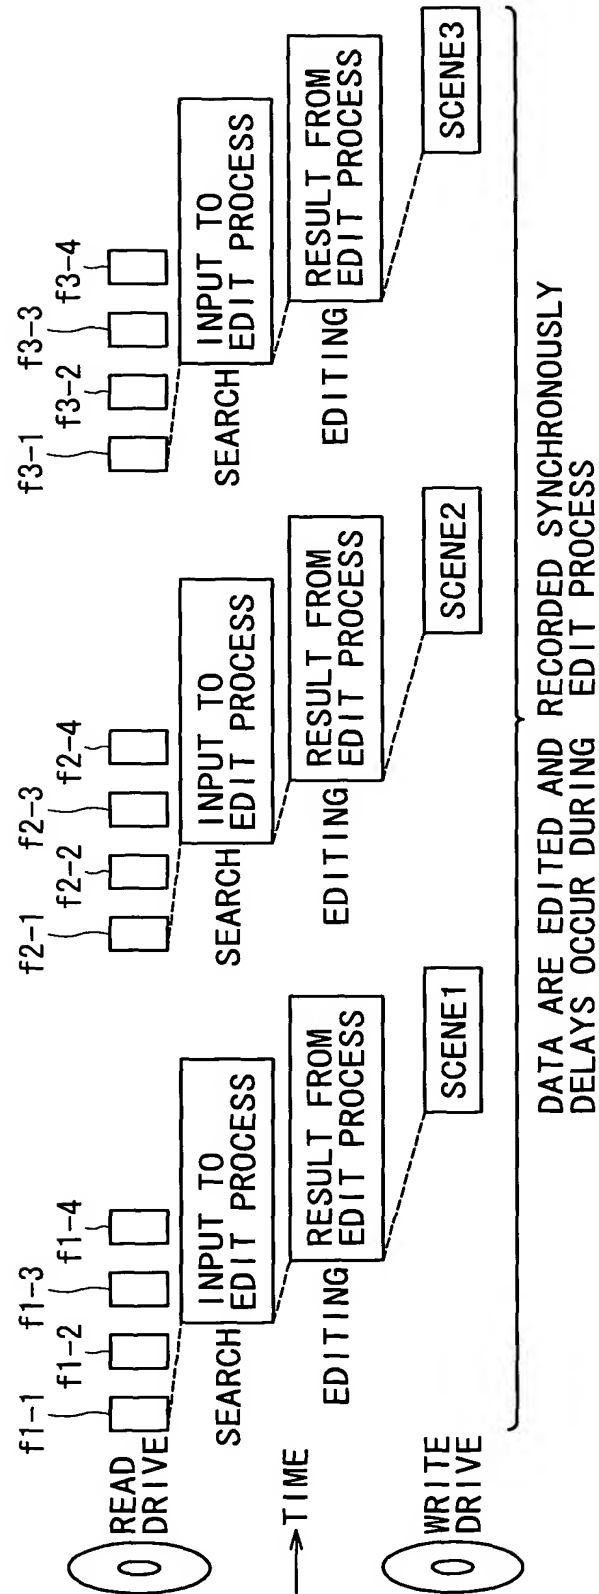 f1-1
f1-2
f1-3
f1-4
f2-1
f2-2
f2-3
f2-4
f3-1
f3-2
f3-3
f3-4
READ
DRIVE
SEARCH
INPUT TO
EDIT PROCESS
SEARCH
INPUT TO
EDIT PROCESS
SEARCH
INPUT TO
EDIT PROCESS
TIME
EDITING
RESULT FROM
EDIT PROCESS
EDITING
RESULT FROM
EDIT PROCESS
EDITING
RESULT FROM
EDIT PROCESS
WRITE
DRIVE
SCENE1
SCENE2
SCENE3
DATA ARE EDITED AND RECORDED SYNCHRONOUSLY
DELAYS OCCUR DURING EDIT PROCESS